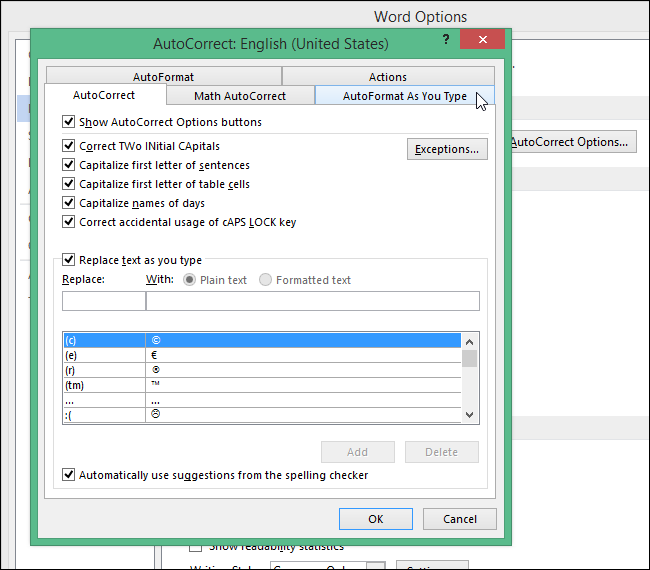 Word Options
AutoCorrect: English (United States)
?
AutoFormat Actions
AutoCorrect Math AutoCorrect AutoFormat As You Type
Show AutoCorrect Options buttons
Correct TWo INitial CApitals
Exceptions...
AutoCorrect Options...
Capitalize first letter of sentences
Capitalize first letter of table cells
Capitalize names of days
Correct accidental usage of cAPS LOCK key
Replace text as you type
Replace: With: Plain text Formatted text
(c) ©
(e) €
(r) ®
(tm) ™
... ...
:( ☹
Add Delete
Automatically use suggestions from the spelling checker
OK Cancel
Show readability statistics